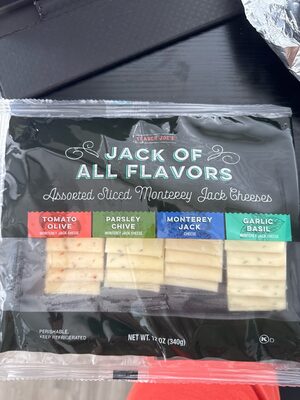 TRADER JOE'S
JACK OF
ALL FLAVORS
Assorted Sliced Monterey Jack Cheeses
TOMATO
OLIVE
MONTEREY JACK CHEESE
PARSLEY
CHIVE
MONTEREY JACK CHEESE
MONTEREY
JACK
CHEESE
GARLIC
BASIL
MONTEREY JACK CHEESE
PERISHABLE.
KEEP REFRIGERATED
NET WT. 12 OZ (340g)
K D